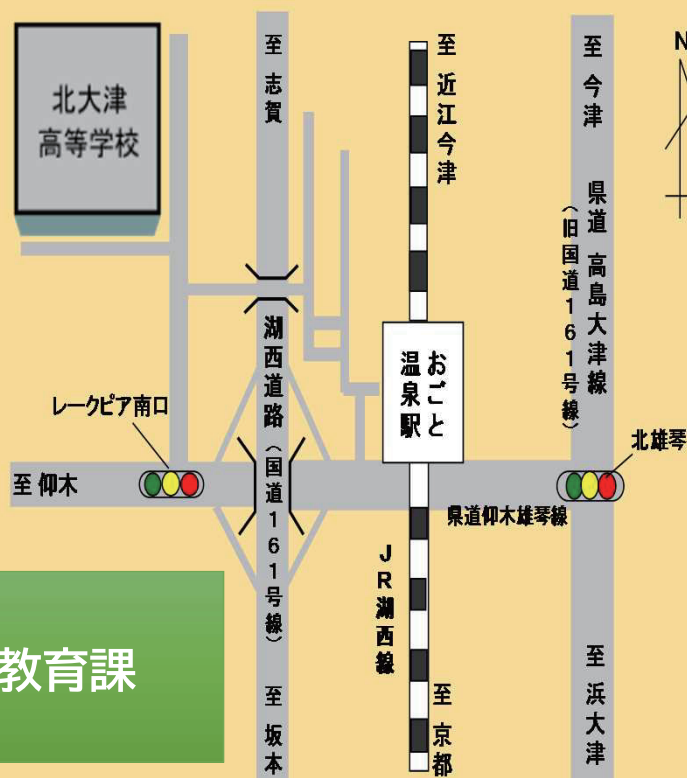 北大津
高等学校
至 志賀
至 近江今津
至 今津
N
県道 高島大津線
（旧国道161号線）
湖西道路（国道161号線）
おごと
温泉駅
レークピア南口
北雄琴
至 仰木
県道仰木雄琴線
JR湖西線
教育課
至 坂本
至 京都
至 浜大津